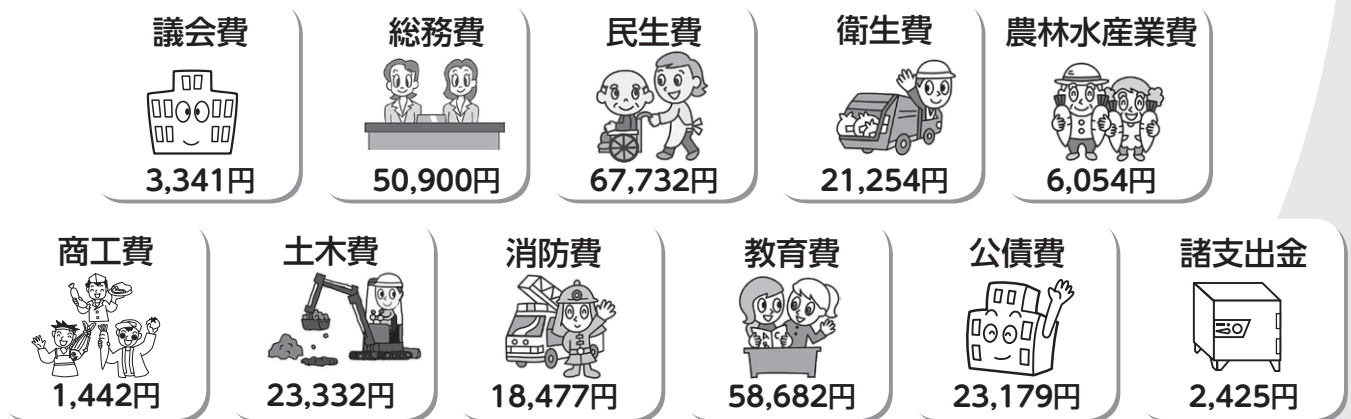 議会費
3,341円
総務費
50,900円
民生費
67,732円
衛生費
21,254円
農林水産業費
6,054円
商工費
1,442円
土木費
23,332円
消防費
18,477円
教育費
58,682円
公債費
23,179円
諸支出金
2,425円